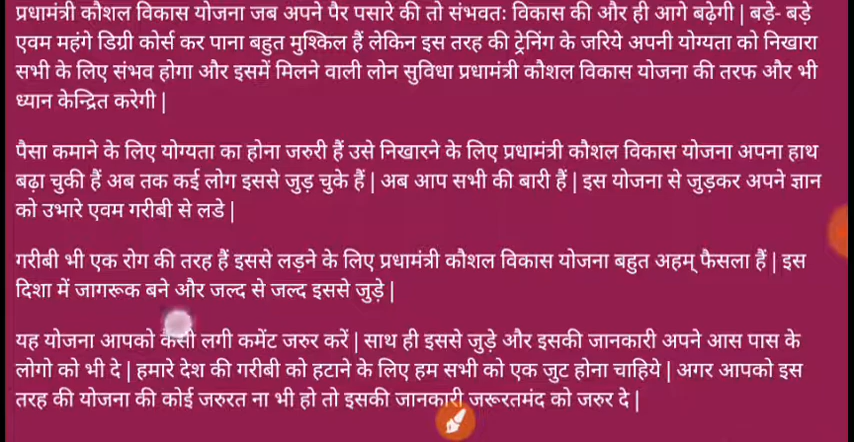 प्रधामंत्री कौशल विकास योजना जब अपने पैर पसारे की तो संभवतः विकास की और ही आगे बढ़ेगी | बड़े- बड़े
एवम महंगे डिग्री कोर्स कर पाना बहुत मुश्किल हैं लेकिन इस तरह की ट्रेनिंग के जरिये अपनी योग्यता को निखारा
सभी के लिए संभव होगा और इसमें मिलने वाली लोन सुविधा प्रधामंत्री कौशल विकास योजना की तरफ और भी
ध्यान केन्द्रित करेगी |
पैसा कमाने के लिए योग्यता का होना जरुरी हैं उसे निखारने के लिए प्रधामंत्री कौशल विकास योजना अपना हाथ
बढ़ा चुकी हैं अब तक कई लोग इससे जुड़ चुके हैं | अब आप सभी की बारी हैं | इस योजना से जुड़कर अपने ज्ञान
को उभारे एवम गरीबी से लडे |
गरीबी भी एक रोग की तरह हैं इससे लड़ने के लिए प्रधामंत्री कौशल विकास योजना बहुत अहम् फैसला हैं | इस
दिशा में जागरूक बने और जल्द से जल्द इससे जुड़े |
यह योजना आपको कैसी लगी कमेंट जरुर करें | साथ ही इससे जुड़े और इसकी जानकारी अपने आस पास के
लोगो को भी दे | हमारे देश की गरीबी को हटाने के लिए हम सभी को एक जुट होना चाहिये | अगर आपको इस
तरह की योजना की कोई जरुरत ना भी हो तो इसकी जानकारी जरूरतमंद को जरुर दे |